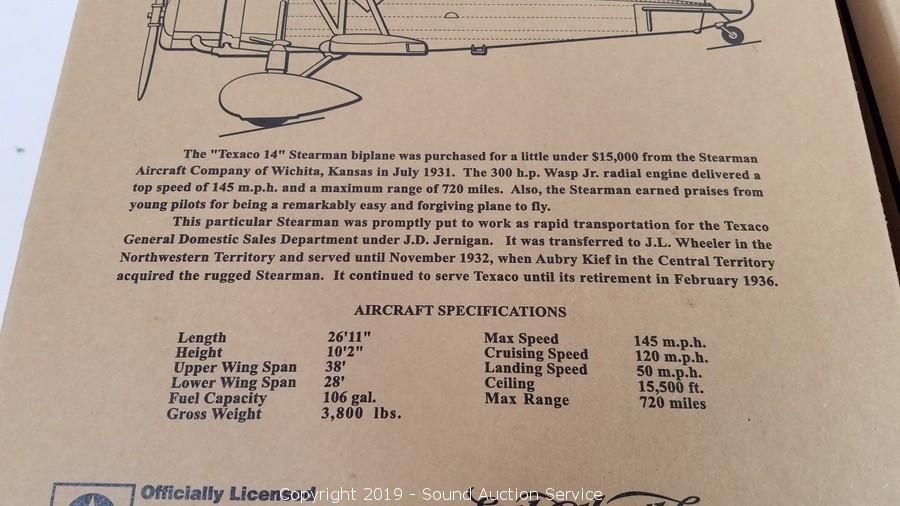 The "Texaco 14" Stearman biplane was purchased for a little under $15,000 from the Stearman
Aircraft Company of Wichita, Kansas in July 1931. The 300 h.p. Wasp Jr. radial engine delivered a
top speed of 145 m.p.h. and a maximum range of 720 miles. Also, the Stearman earned praises from
young pilots for being a remarkably easy and forgiving plane to fly.
This particular Stearman was promptly put to work as rapid transportation for the Texaco
General Domestic Sales Department under J.D. Jernigan. It was transferred to J.L. Wheeler in the
Northwestern Territory and served until November 1932, when Aubry Kief in the Central Territory
acquired the rugged Stearman. It continued to serve Texaco until its retirement in February 1936.
AIRCRAFT SPECIFICATIONS
Length 26'11"
Height 10'2"
Upper Wing Span 38'
Lower Wing Span 28'
Fuel Capacity 106 gal.
Gross Weight 3,800 lbs.
Max Speed 145 m.p.h.
Cruising Speed 120 m.p.h.
Landing Speed 50 m.p.h.
Ceiling 15,500 ft.
Max Range 720 miles
Officially Licensed
Copyright 2019 - Sound Auction Service